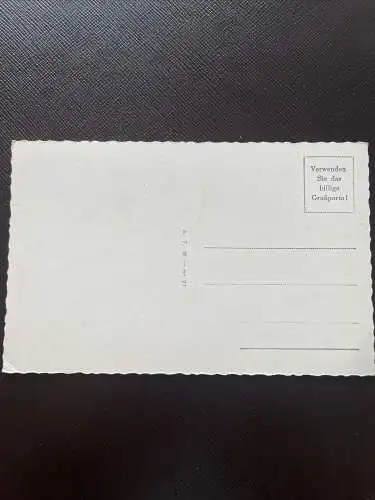 Verwenden
Sie das
billige
Großporto!